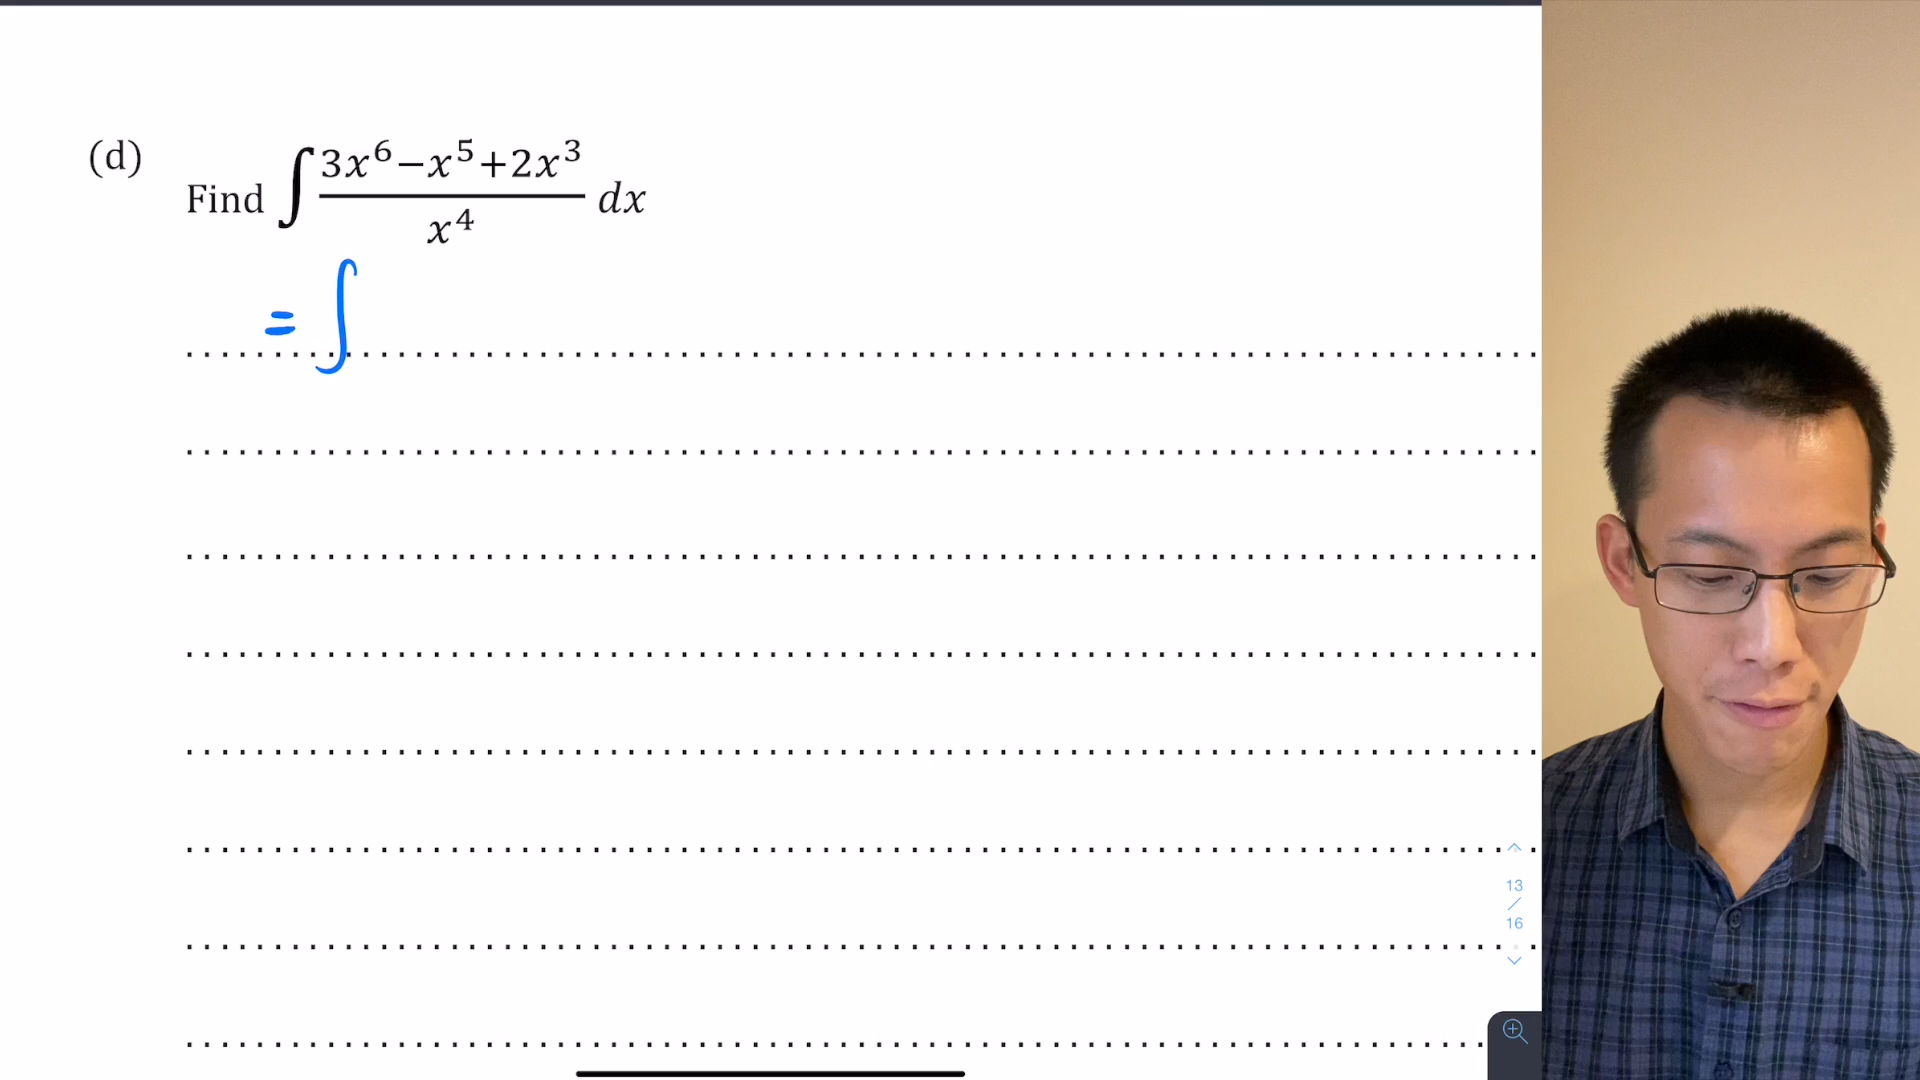 (d)
Find ∫ 3x⁶−x⁵+2x³ / x⁴ dx
= ∫
13
/
16